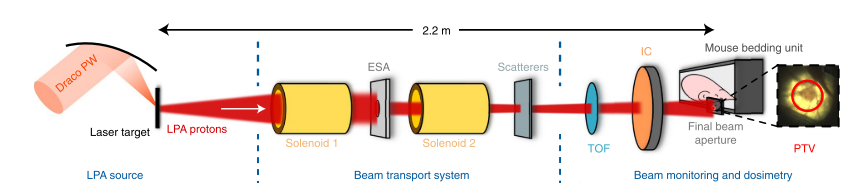 2.2 m
Draco PW
ESA
Scatterers
IC
Mouse bedding unit
Laser target
LPA protons
Solenoid 1
Solenoid 2
TOF
Final beam
aperture
PTV
LPA source
Beam transport system
Beam monitoring and dosimetry